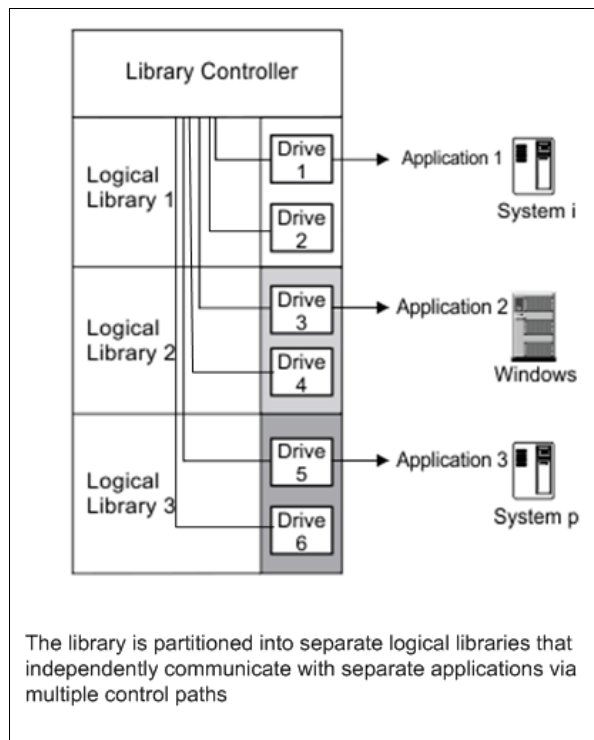 Library Controller
Logical
Library 1
Drive
1
Application 1
System i
Drive
2
Logical
Library 2
Drive
3
Application 2
Windows
Drive
4
Logical
Library 3
Drive
5
Application 3
System p
Drive
6
The library is partitioned into separate logical libraries that
independently communicate with separate applications via
multiple control paths